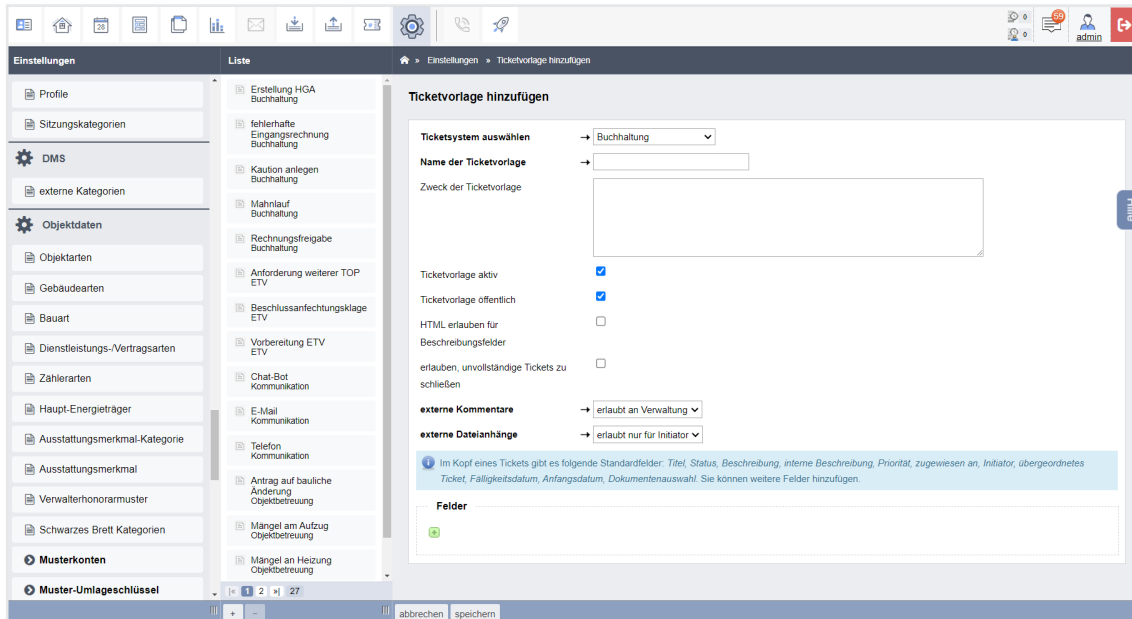 28
0
0
59
admin
Einstellungen
Liste
» Einstellungen » Ticketvorlage hinzufügen
Profile
Sitzungskategorien
DMS
externe Kategorien
Objektdaten
Objektarten
Gebäudearten
Bauart
Dienstleistungs-/Vertragsarten
Zählerarten
Haupt-Energieträger
Ausstattungsmerkmal-Kategorie
Ausstattungsmerkmal
Verwalterhonorarmuster
Schwarzes Brett Kategorien
Musterkonten
Muster-Umlageschlüssel
Erstellung HGA
Buchhaltung
fehlerhafte
Eingangsrechnung
Buchhaltung
Kaution anlegen
Buchhaltung
Mahnlauf
Buchhaltung
Rechnungsfreigabe
Buchhaltung
Anforderung weiterer TOP
ETV
Beschlussanfechtungsklage
ETV
Vorbereitung ETV
ETV
Chat-Bot
Kommunikation
E-Mail
Kommunikation
Telefon
Kommunikation
Antrag auf bauliche
Änderung
Objektbetreuung
Mängel am Aufzug
Objektbetreuung
Mängel an Heizung
Objektbetreuung
|« 1 2 »| 27
+ −
Ticketvorlage hinzufügen
Ticketsystem auswählen → Buchhaltung
Name der Ticketvorlage →
Zweck der Ticketvorlage
Ticketvorlage aktiv
Ticketvorlage öffentlich
HTML erlauben für
Beschreibungsfelder
erlauben, unvollständige Tickets zu
schließen
externe Kommentare → erlaubt an Verwaltung
externe Dateianhänge → erlaubt nur für Initiator
Im Kopf eines Tickets gibt es folgende Standardfelder: Titel, Status, Beschreibung, interne Beschreibung, Priorität, zugewiesen an, Initiator, übergeordnetes
Ticket, Fälligkeitsdatum, Anfangsdatum, Dokumentenauswahl. Sie können weitere Felder hinzufügen.
Felder
abbrechen speichern
Hilfe